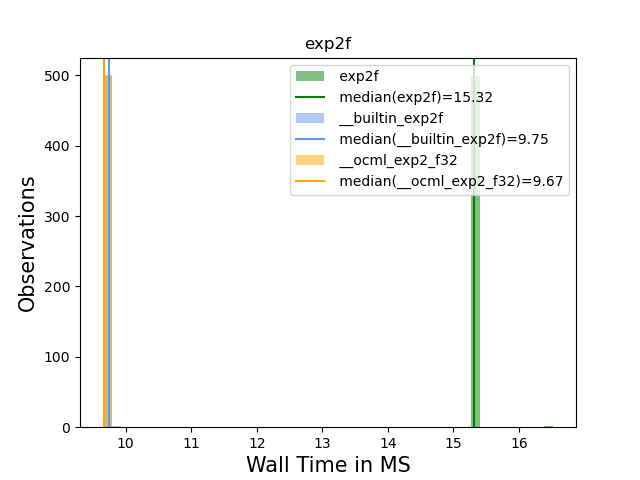 exp2f
500
400
300
200
100
0
Observations
exp2f
median(exp2f)=15.32
__builtin_exp2f
median(__builtin_exp2f)=9.75
__ocml_exp2_f32
median(__ocml_exp2_f32)=9.67
10 11 12 13 14 15 16
Wall Time in MS